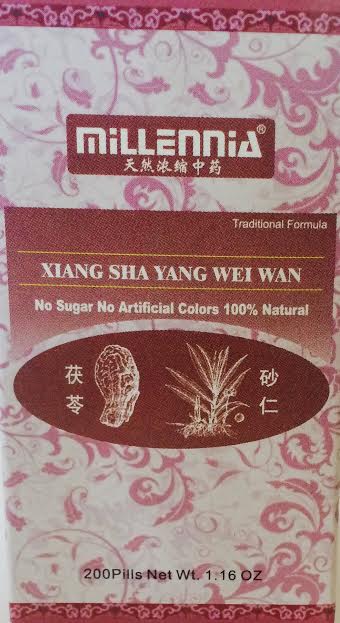 MiLLENNiA®
天然浓缩中药
Traditional Formula
XIANG SHA YANG WEI WAN
No Sugar No Artificial Colors 100% Natural
茯苓
砂仁
200Pills Net Wt. 1.16 OZ